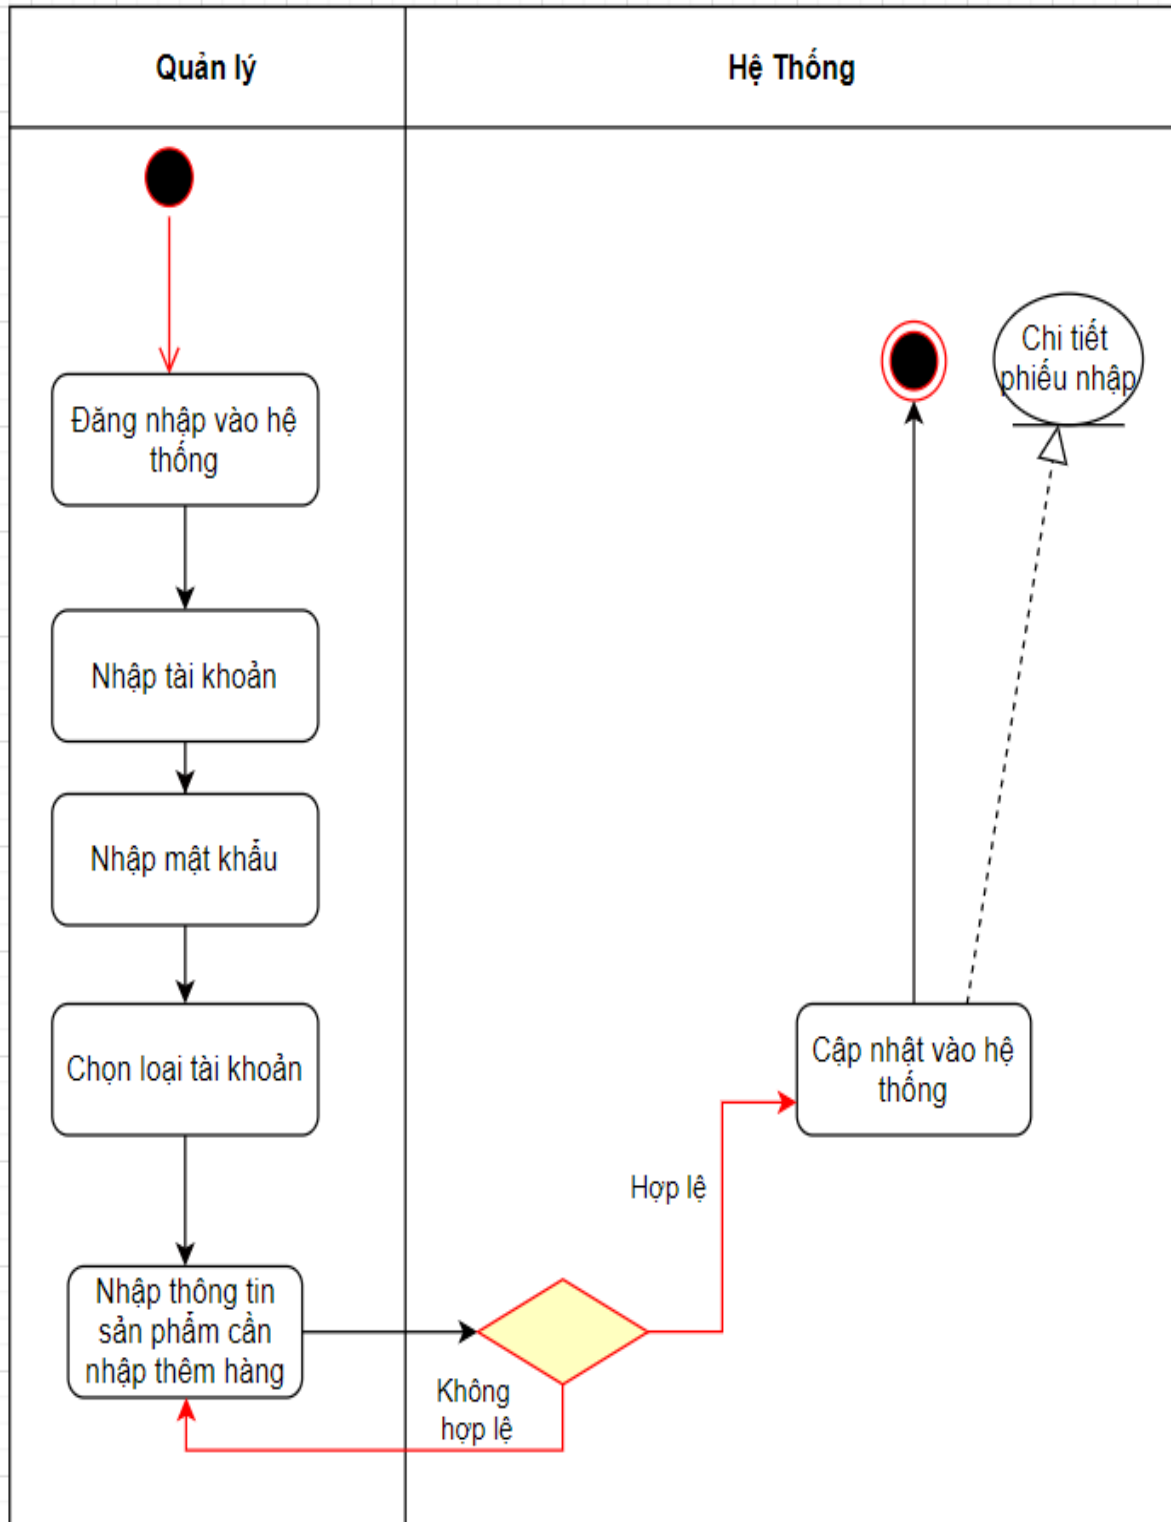 Quản lý
Hệ Thống
Đăng nhập vào hệ
thống
Nhập tài khoản
Nhập mật khẩu
Chọn loại tài khoản
Nhập thông tin
sản phẩm cần
nhập thêm hàng
Không
hợp lệ
Hợp lệ
Cập nhật vào hệ
thống
Chi tiết
phiếu nhập